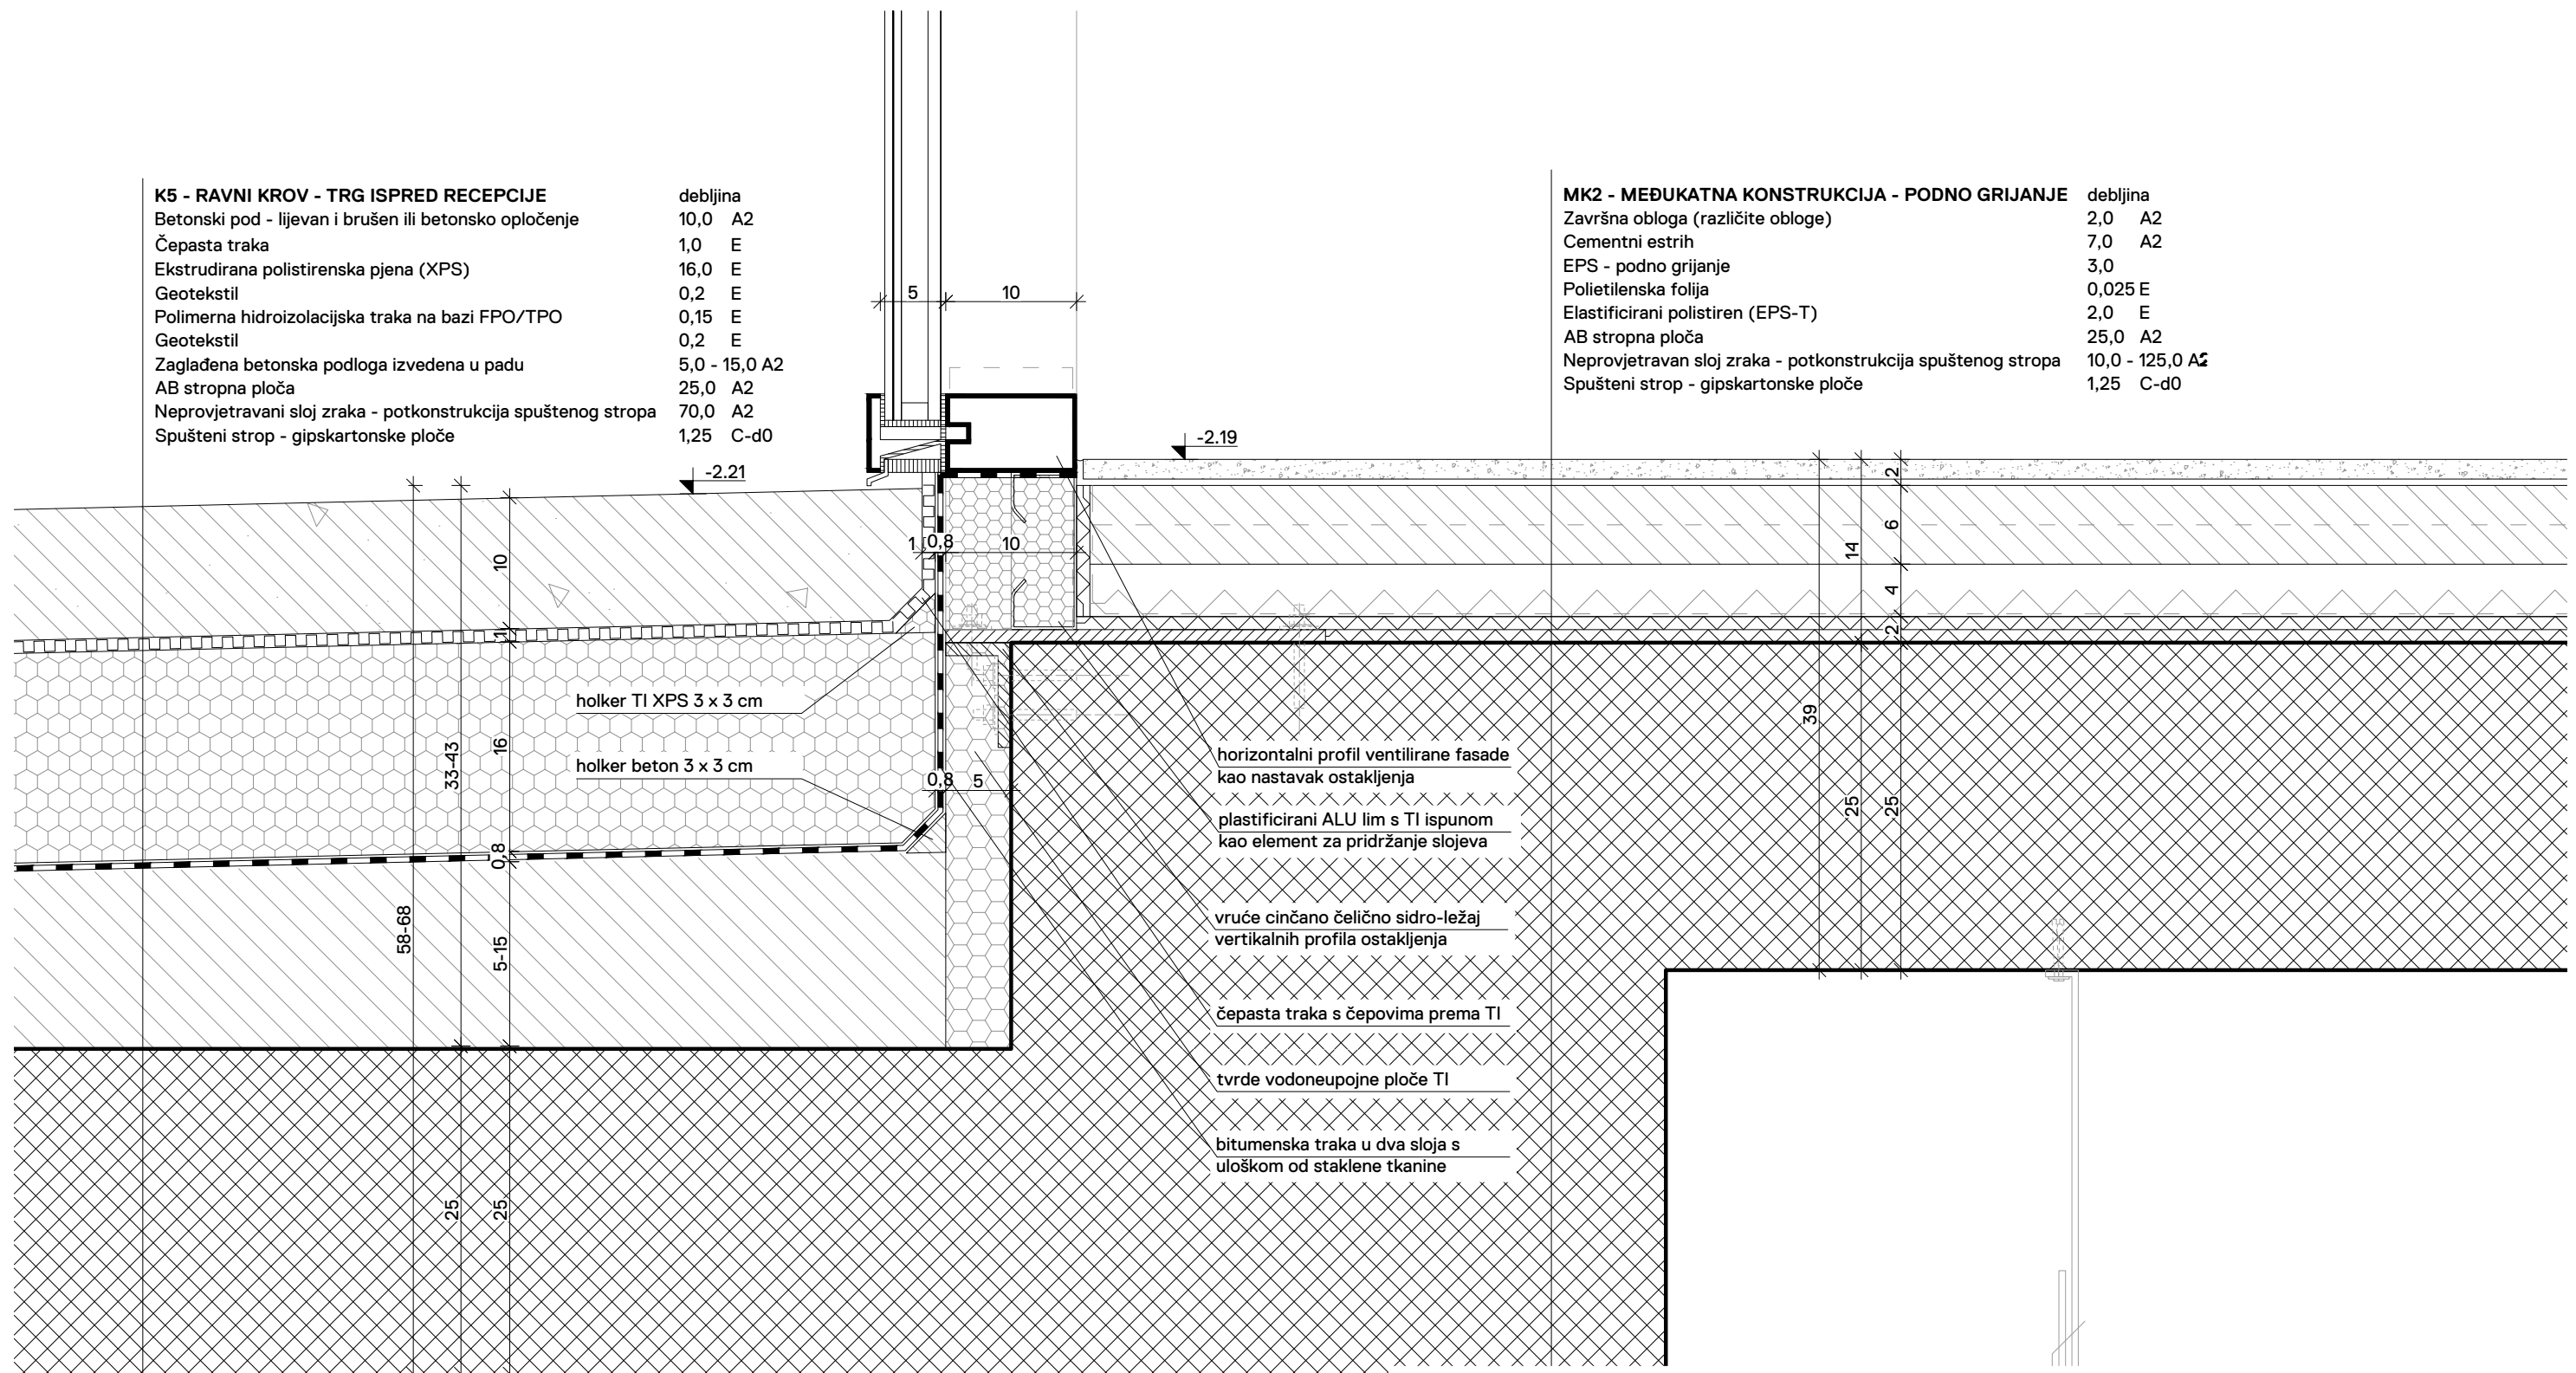 K5 - RAVNI KROV - TRG ISPRED RECEPCIJE debljina
Betonski pod - lijevan i brušen ili betonsko opločenje 10,0 A2
Čepasta traka 1,0 E
Ekstrudirana polistirenska pjena (XPS) 16,0 E
Geotekstil 0,2 E
Polimerna hidroizolacijska traka na bazi FPO/TPO 0,15 E
Geotekstil 0,2 E
Zaglađena betonska podloga izvedena u padu 5,0 - 15,0 A2
AB stropna ploča 25,0 A2
Neprovjetravani sloj zraka - potkonstrukcija spuštenog stropa 70,0 A2
Spušteni strop - gipskartonske ploče 1,25 C-d0
MK2 - MEĐUKATNA KONSTRUKCIJA - PODNO GRIJANJE debljina
Završna obloga (različite obloge) 2,0 A2
Cementni estrih 7,0 A2
EPS - podno grijanje 3,0
Polietilenska folija 0,025 E
Elastificirani polistiren (EPS-T) 2,0 E
AB stropna ploča 25,0 A2
Neprovjetravan sloj zraka - potkonstrukcija spuštenog stropa 10,0 - 125,0 A2
Spušteni strop - gipskartonske ploče 1,25 C-d0
5 10
-2.21
-2.19
1 0,8 10
10
1
16
0,8
5-15
25
33-43
25
58-68
holker TI XPS 3 x 3 cm
holker beton 3 x 3 cm
0,8 5
2
6
4
2
25
14
25
39
horizontalni profil ventilirane fasade
kao nastavak ostakljenja
plastificirani ALU lim s TI ispunom
kao element za pridržanje slojeva
vruće cinčano čelično sidro-ležaj
vertikalnih profila ostakljenja
čepasta traka s čepovima prema TI
tvrde vodoneupojne ploče TI
bitumenska traka u dva sloja s
uloškom od staklene tkanine